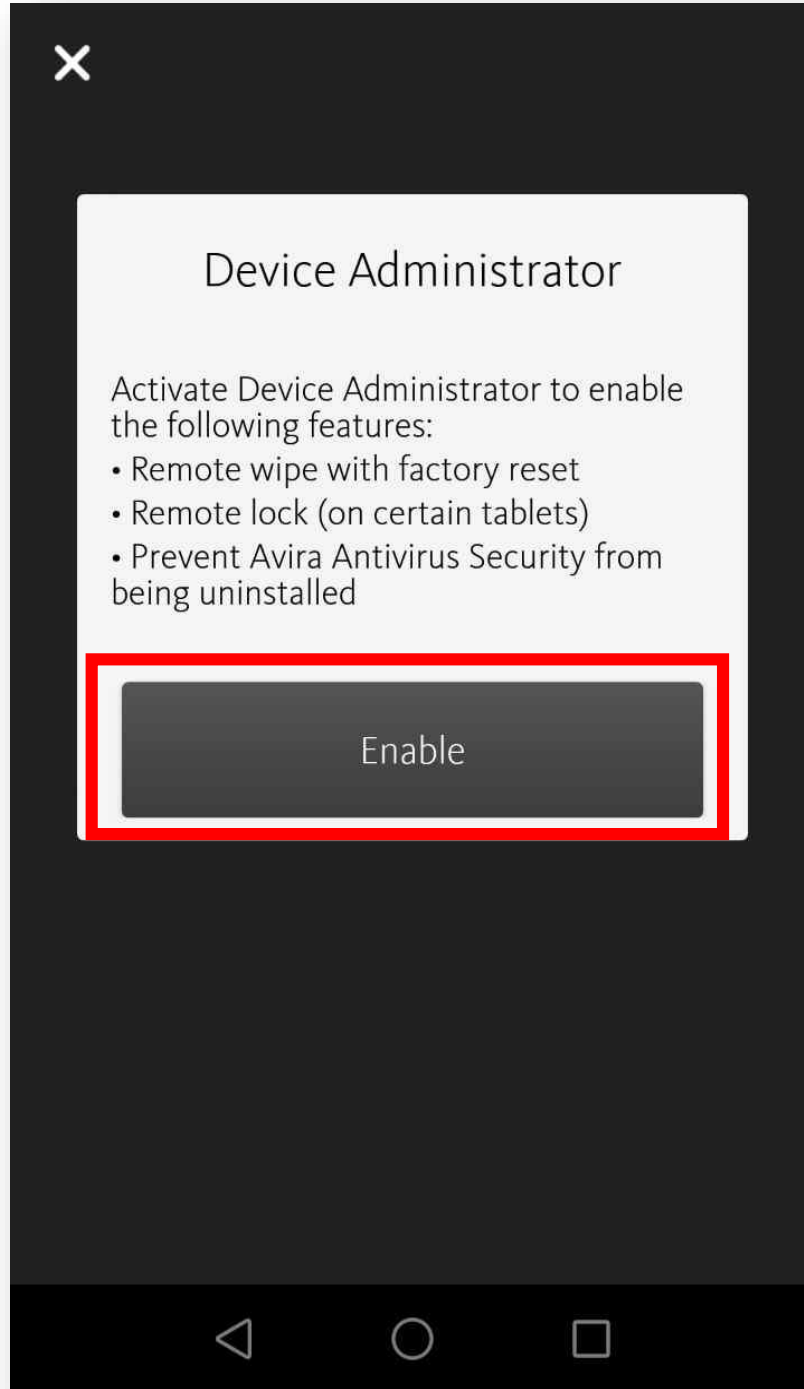 Device Administrator
Activate Device Administrator to enable
the following features:
• Remote wipe with factory reset
• Remote lock (on certain tablets)
• Prevent Avira Antivirus Security from
being uninstalled
Enable